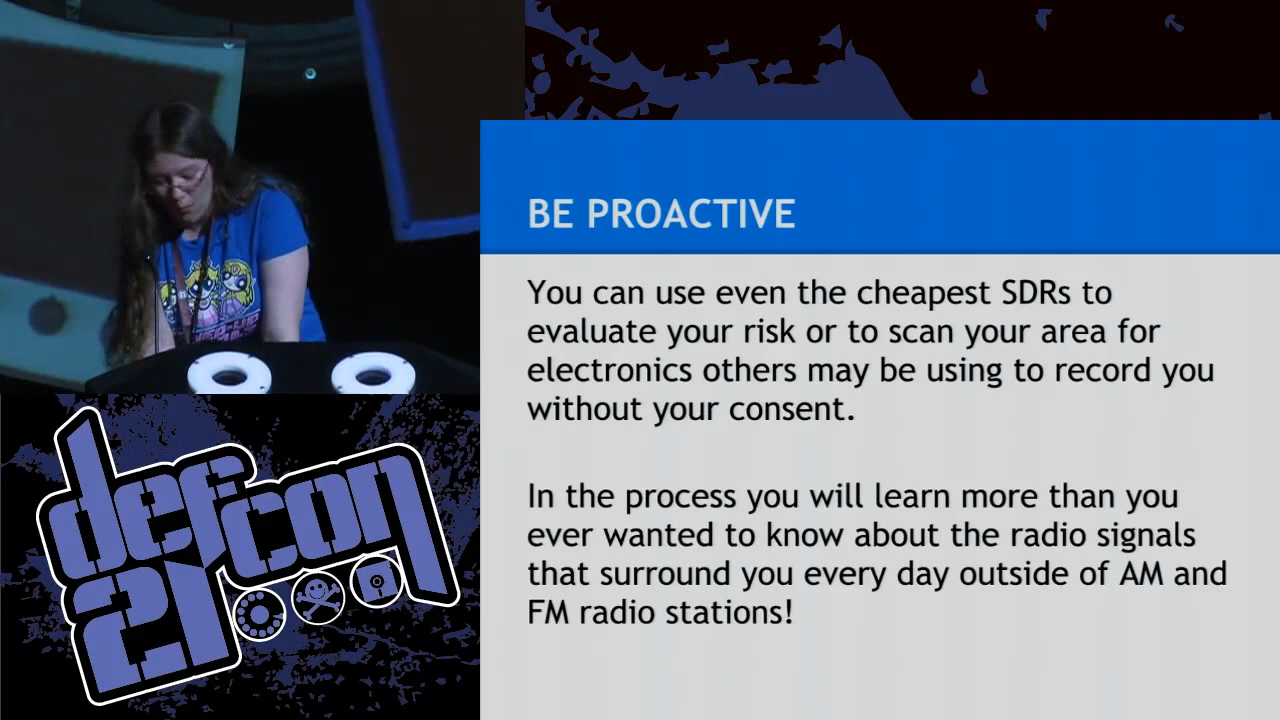 BE PROACTIVE
You can use even the cheapest SDRs to
evaluate your risk or to scan your area for
electronics others may be using to record you
without your consent.
In the process you will learn more than you
ever wanted to know about the radio signals
that surround you every day outside of AM and
FM radio stations!
defcon
21